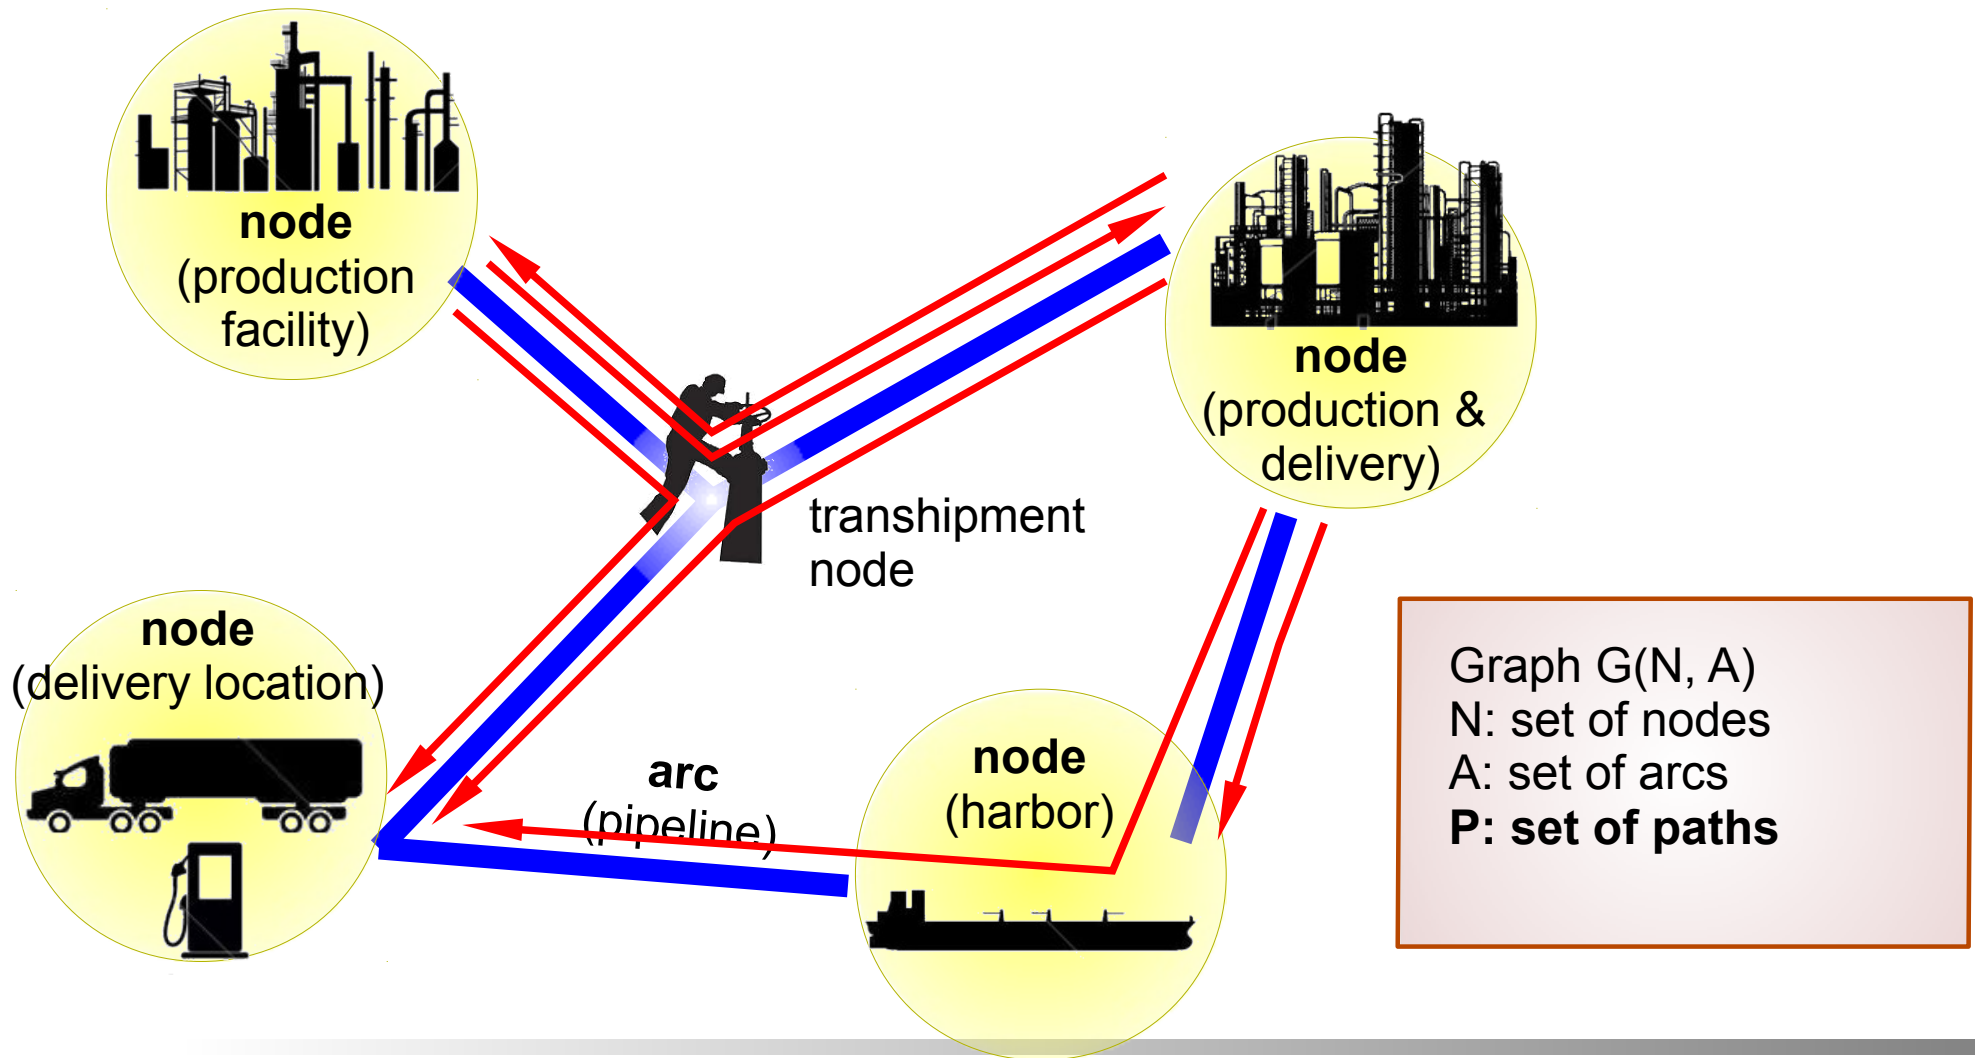 node
(production
facility)
node
(production &
delivery)
transhipment
node
node
(delivery location)
arc
(pipeline)
node
(harbor)
Graph G(N, A)
N: set of nodes
A: set of arcs
P: set of paths